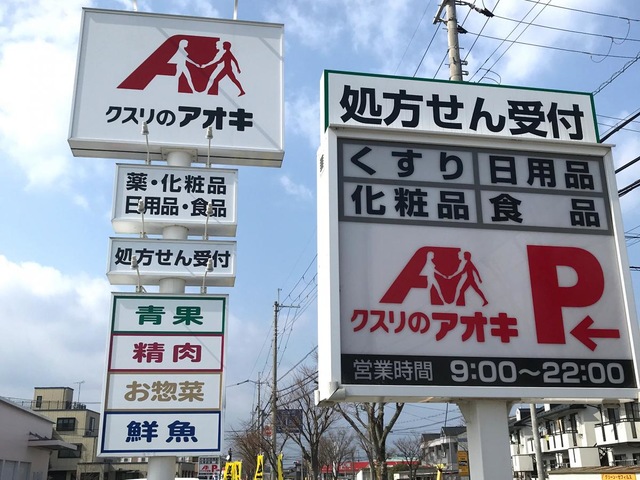 クスリのアオキ
薬・化粧品
日用品・食品
処方せん受付
青果
精肉
お惣菜
鮮魚
処方せん受付
くすり 日用品
化粧品 食品
クスリのアオキ
P
営業時間 9:00〜22:00